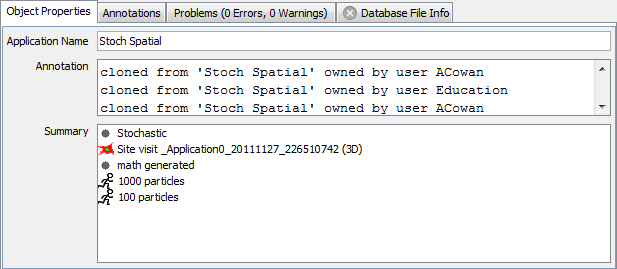 Object Properties Annotations Problems (0 Errors, 0 Warnings) Database File Info
Application Name Stoch Spatial
Annotation cloned from 'Stoch Spatial' owned by user ACowan
cloned from 'Stoch Spatial' owned by user Education
cloned from 'Stoch Spatial' owned by user ACowan
Summary Stochastic
Site visit _Application0_20111127_226510742 (3D)
math generated
1000 particles
100 particles